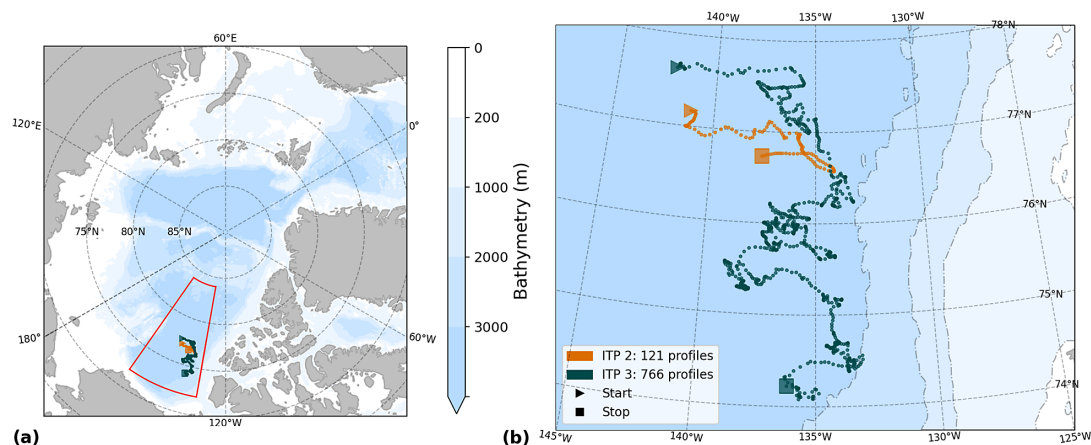 60°E
120°E
0°
75°N
80°N
85°N
180°
60°W
120°W
(a)
0
200
1000
2000
3000
Bathymetry (m)
140°W
135°W
130°W
78°N
77°N
76°N
75°N
74°N
ITP 2: 121 profiles
ITP 3: 766 profiles
Start
Stop
145°W
140°W
135°W
130°W
125°W
(b)